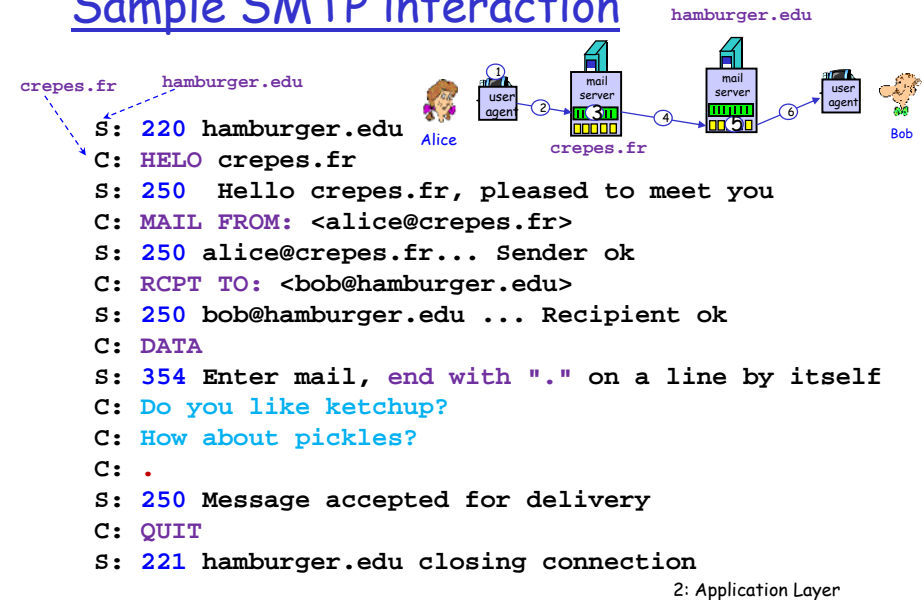 Sample SMTP interaction
hamburger.edu
crepes.fr
hamburger.edu
1
user
agent
2
mail
server
3
4
mail
server
5
6
user
agent
Alice
crepes.fr
Bob
S: 220 hamburger.edu
C: HELO crepes.fr
S: 250  Hello crepes.fr, pleased to meet you
C: MAIL FROM: <alice@crepes.fr>
S: 250 alice@crepes.fr... Sender ok
C: RCPT TO: <bob@hamburger.edu>
S: 250 bob@hamburger.edu ... Recipient ok
C: DATA
S: 354 Enter mail, end with "." on a line by itself
C: Do you like ketchup?
C: How about pickles?
C: .
S: 250 Message accepted for delivery
C: QUIT
S: 221 hamburger.edu closing connection
2: Application Layer